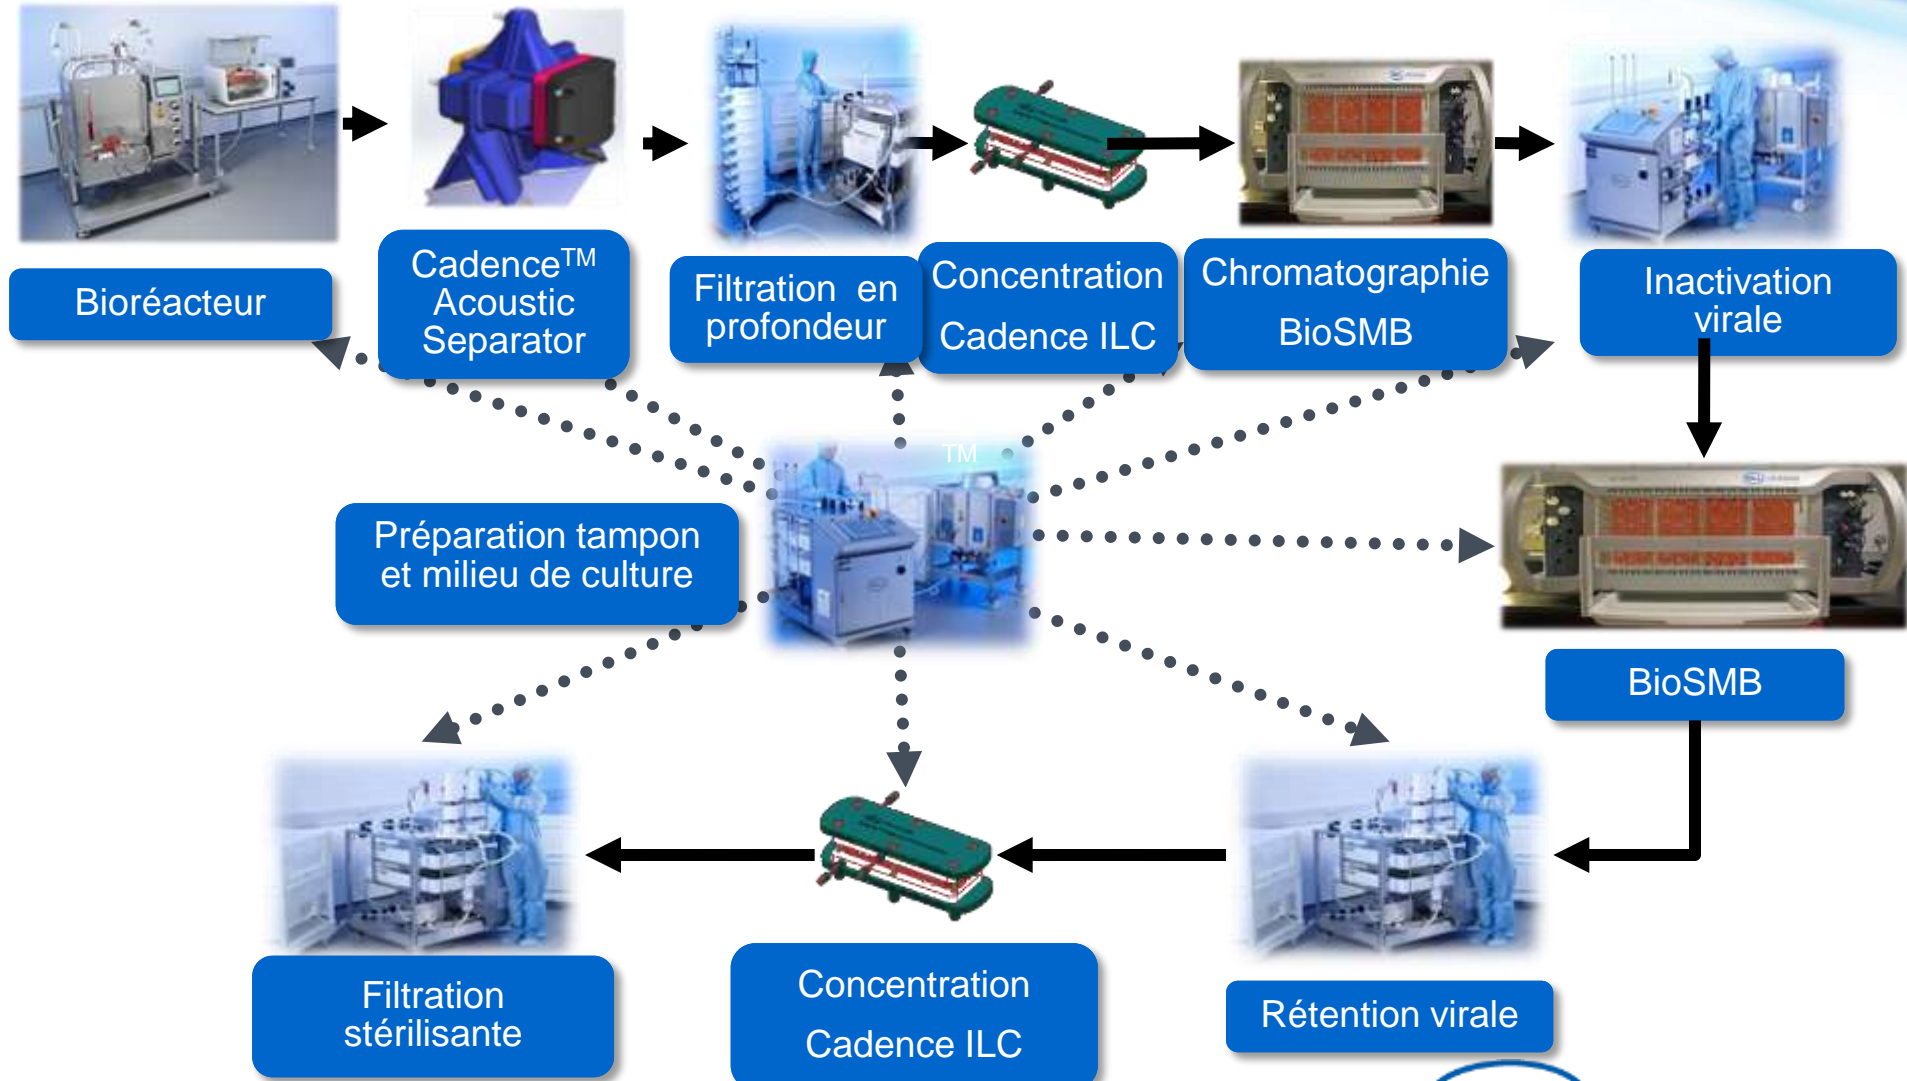 Bioréacteur
Cadence™
Acoustic
Separator
Filtration en
profondeur
Concentration
Cadence ILC
Chromatographie
BioSMB
Inactivation
virale
TM
Préparation tampon
et milieu de culture
BioSMB
Filtration
stérilisante
Concentration
Cadence ILC
Rétention virale